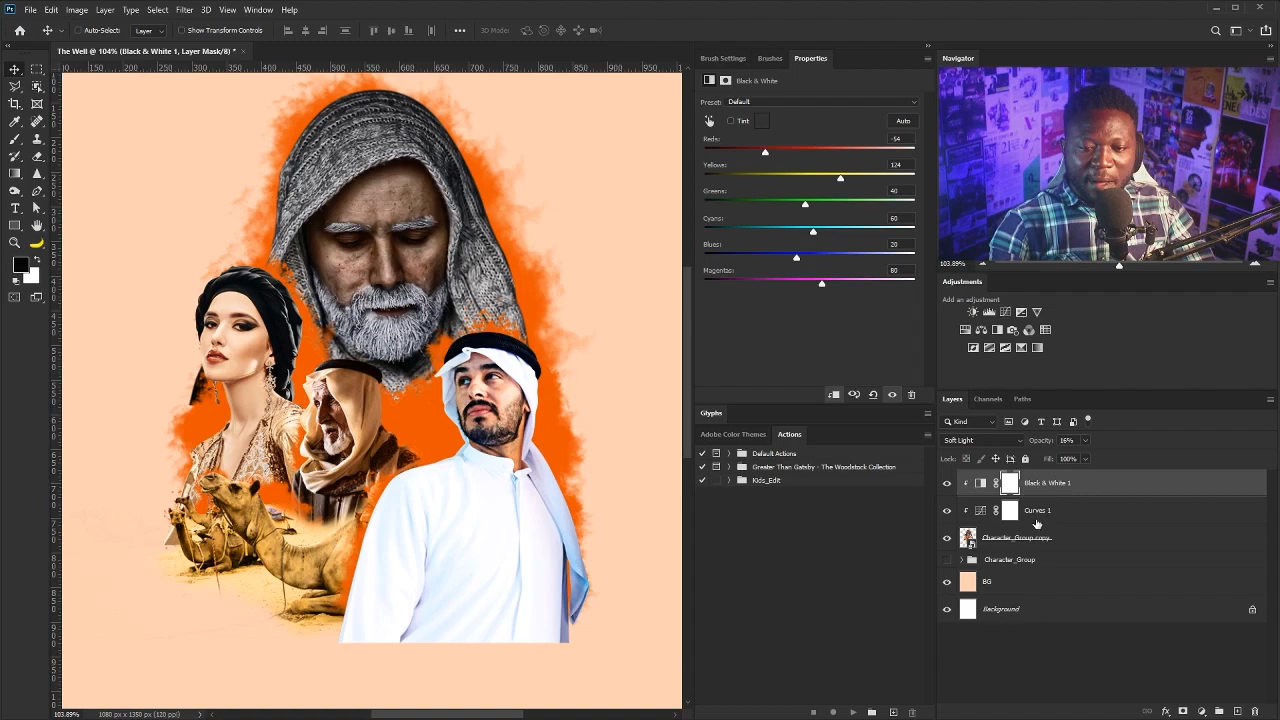 Ps File Edit Image Layer Type Select Filter 3D View Window Help
Auto-Select: Layer Show Transform Controls 3D Mode:
The Well @ 104% (Black & White 1, Layer Mask/8) * ×
Brush Settings Brushes Properties
Navigator
Black & White
Preset: Default
Tint Auto
Reds: -54
Yellows: 124
Greens: 40
Cyans: 60
Blues: 20
Magentas: 80
103.89%
Adjustments
Add an adjustment
Layers Channels Paths
Glyphs
Kind
Adobe Color Themes Actions
Soft Light Opacity: 16%
Default Actions
Lock: Fill: 100%
Greater Than Gatsby - The Woodstock Collection
Kids_Edit
Black & White 1
Curves 1
Character_Group copy
Character_Group
BG
Background
103.89% 1080 px x 1350 px (120 ppi)